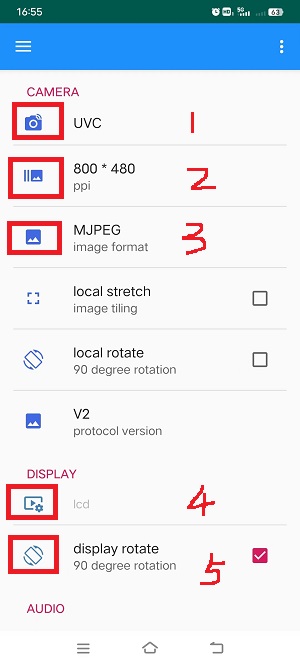 16:55
5G
63
CAMERA
UVC
1
800 * 480
ppi
2
MJPEG
image format
3
local stretch
image tiling
local rotate
90 degree rotation
V2
protocol version
DISPLAY
lcd
4
display rotate
90 degree rotation
5
AUDIO